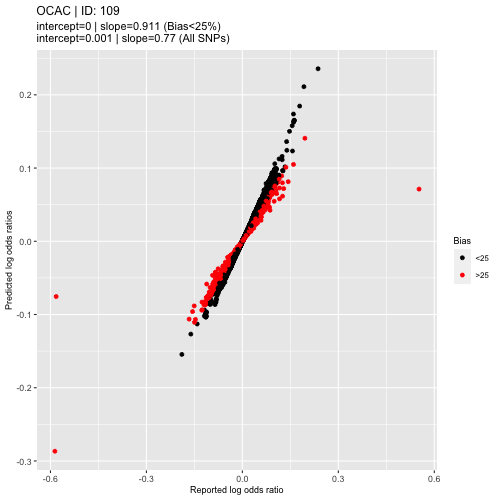 OCAC | ID: 109
intercept=0 | slope=0.911 (Bias<25%)
intercept=0.001 | slope=0.77 (All SNPs)
0.2
0.1
0.0
-0.1
-0.2
-0.3
Predicted log odds ratios
-0.6
-0.3
0.0
0.3
0.6
Reported log odds ratio
Bias
<25
>25